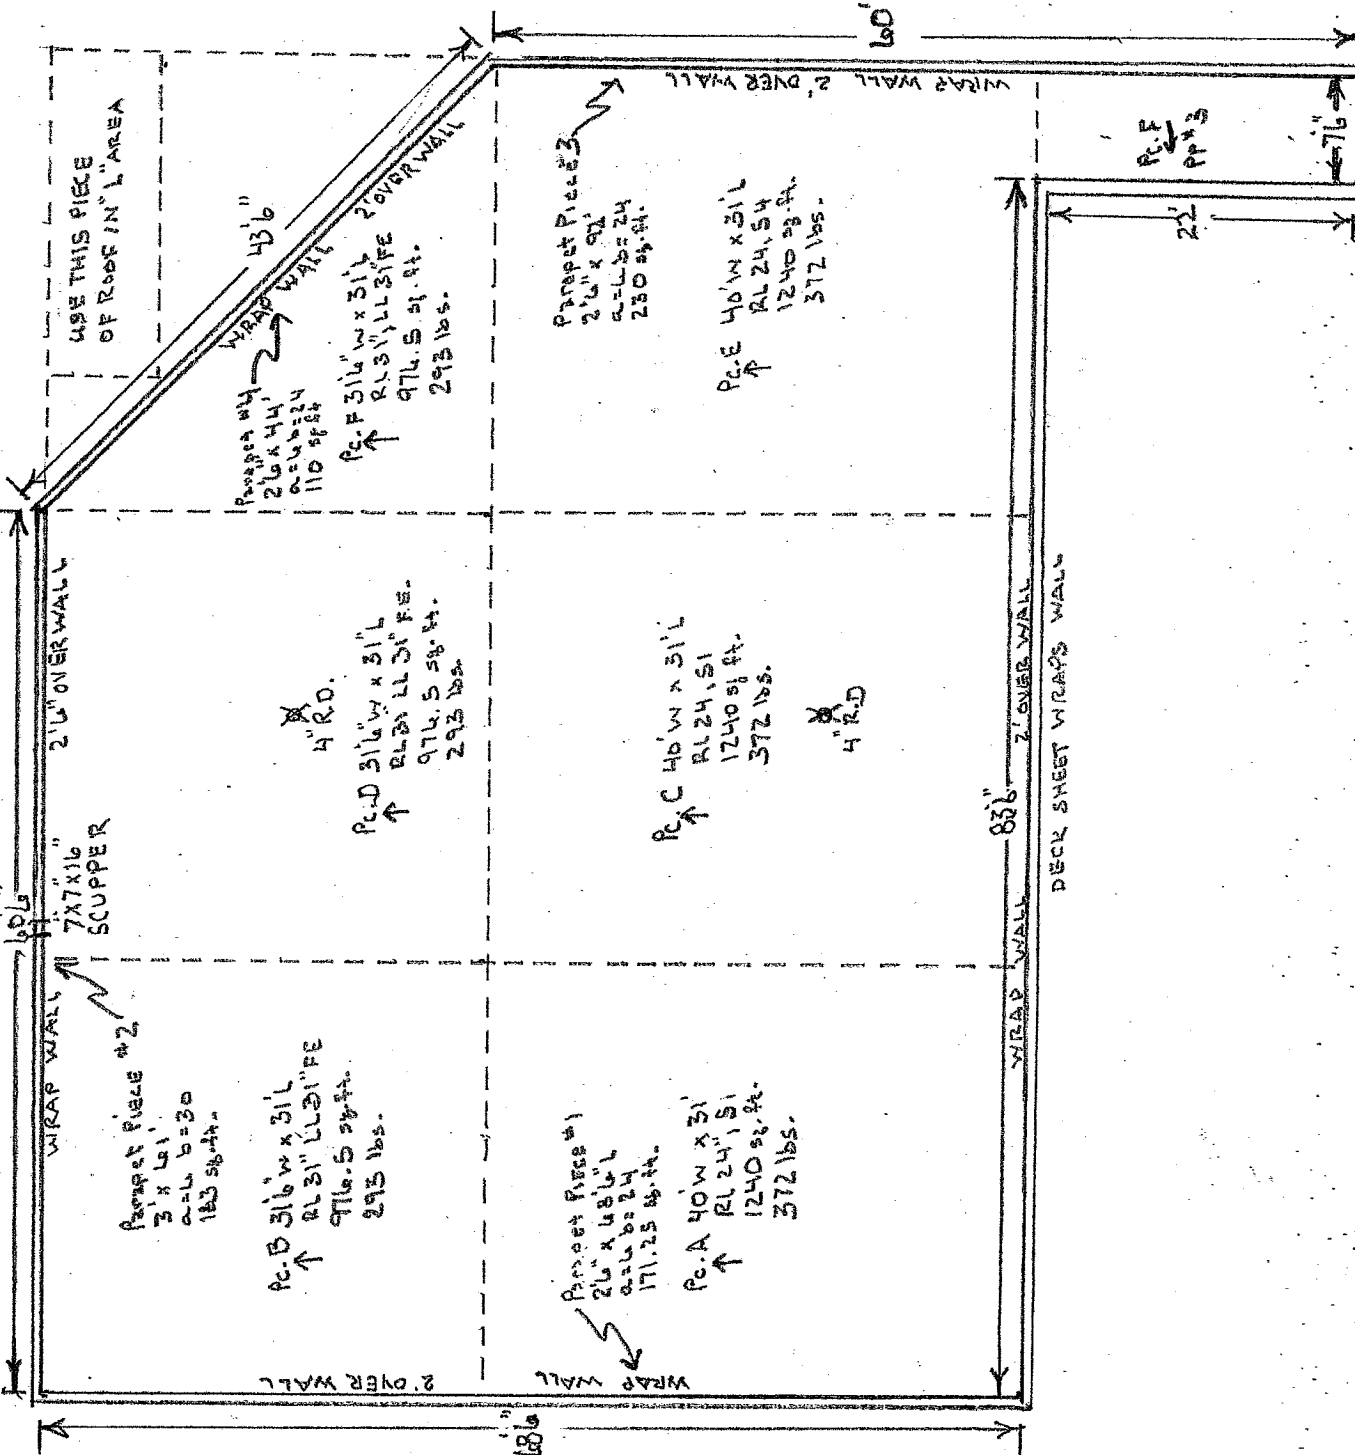 60'6"
2'6" OVER WALL
WRAP WALL
7"x7"x16"
SCUPPER
USE THIS PIECE
OF ROOF IN "L" AREA
43'6"
WRAP WALL
2' OVER WALL
60'
Parapet Piece #2
3' x 61'
a=6 b=30
183 sq.ft.
Parapet #4
2'6" x 44'
a=6 b=24
110 sq ft
Pc. B 31'6" W x 31' L
RL 31" LL 31" FE
976.5 sq.ft.
293 lbs.
4" R.D.
Pc. D 31'6" W x 31' L
RL 31" LL 31" F.E.
976.5 sq.ft.
293 lbs.
Pc. F 31'6" W x 31' L
RL 31", LL 31" FE
976.5 sq.ft.
293 lbs.
Parapet Piece #1
2'6" x 68'6" L
a=6 b=24
171.25 sq.ft.
Pc. A 40' W x 31'
RL 24", S1
1240 sq.ft.
372 lbs.
Pc. C 40' W x 31' L
RL 24, S1
1240 sq ft.
372 lbs.
4" R.D
Parapet Piece 3
2'6" x 92'
a=6 b=24
230 sq.ft.
Pc. E 40' W x 31' L
RL 24, S4
1240 sq.ft.
372 lbs.
2' OVER WALL
WRAP WALL
WRAP WALL 2' OVER WALL
68'6"
83'6"
WRAP WALL
2' OVER WALL
DECK SHEET WRAPS WALL
22'
Pc. F
PP #3
7'6"